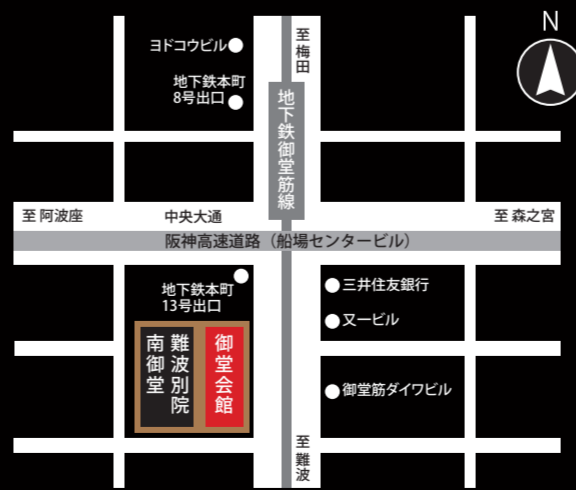 N
ヨドコウビル
地下鉄本町
8号出口
至梅田
地下鉄御堂筋線
至 阿波座
中央大通
至 森之宮
阪神高速道路（船場センタービル）
地下鉄本町
13号出口
三井住友銀行
又一ビル
御堂筋ダイワビル
御堂会館
難波別院
南御堂
至難波